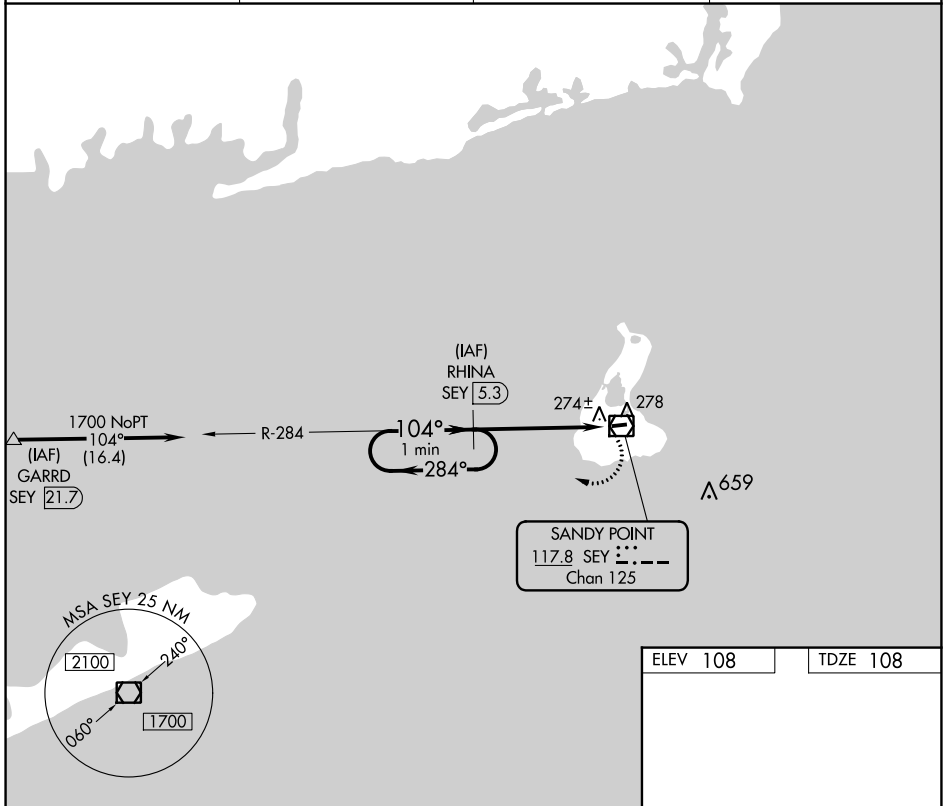 (IAF)
RHINA
SEY 5.3
274± 278
1700 NoPT
104°
(16.4)
R-284
104°
1 min
284°
(IAF)
GARRD
SEY 21.7
659
SANDY POINT
117.8 SEY
Chan 125
MSA SEY 25 NM
2100
240°
060°
1700
ELEV 108
TDZE 108